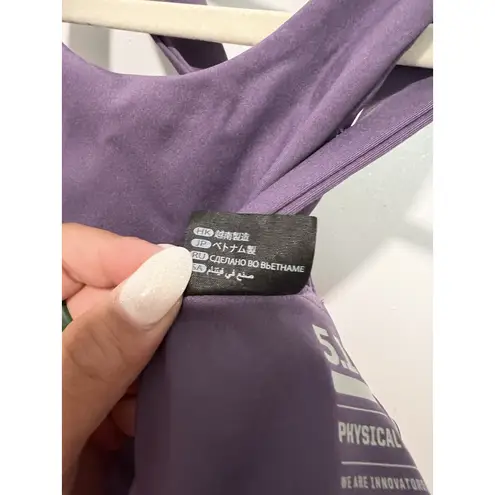 HK 越南製造
JP ベトナム製
RU СДЕЛАНО ВО ВЬЕТНАМЕ
صنع في فيتنام
PHYSICAL
WE ARE INNOVATORS